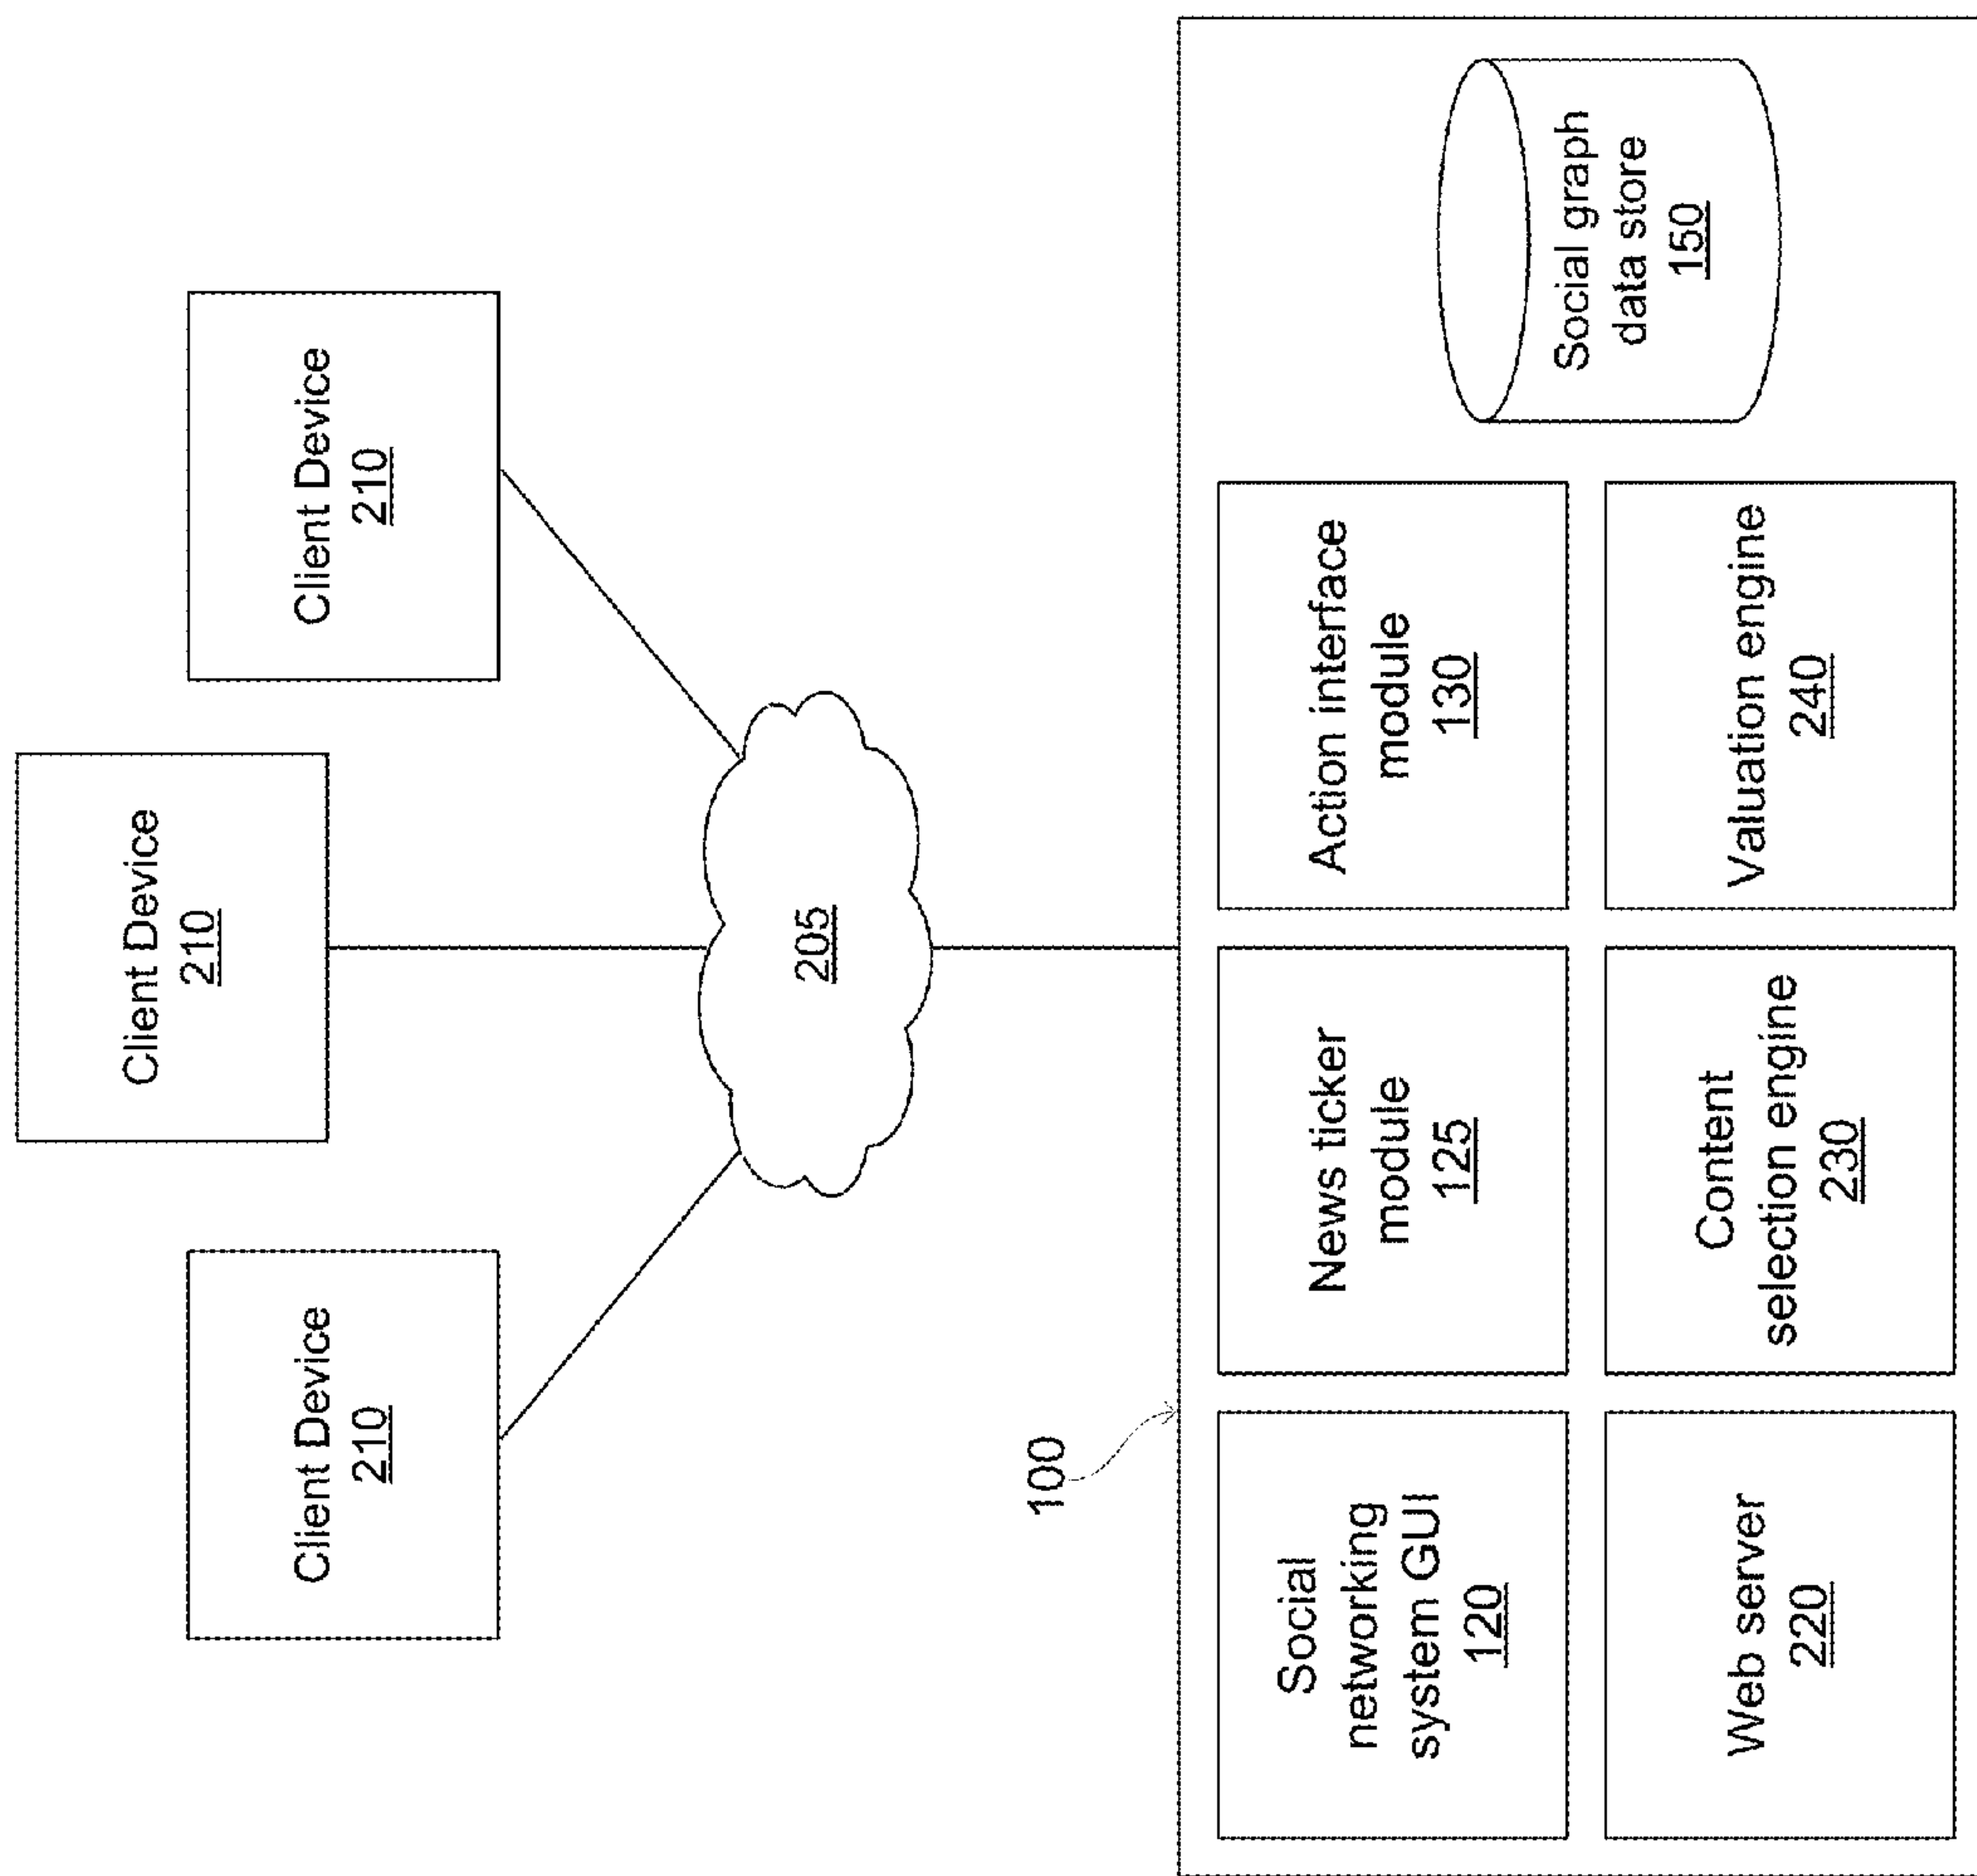 Client Device
210
Client Device
210
Client Device
210
205
100
Social
networking
system GUI
120
News ticker
module
125
Action interface
module
130
Social graph
data store
150
Web server
220
Content
selection engine
230
Valuation engine
240